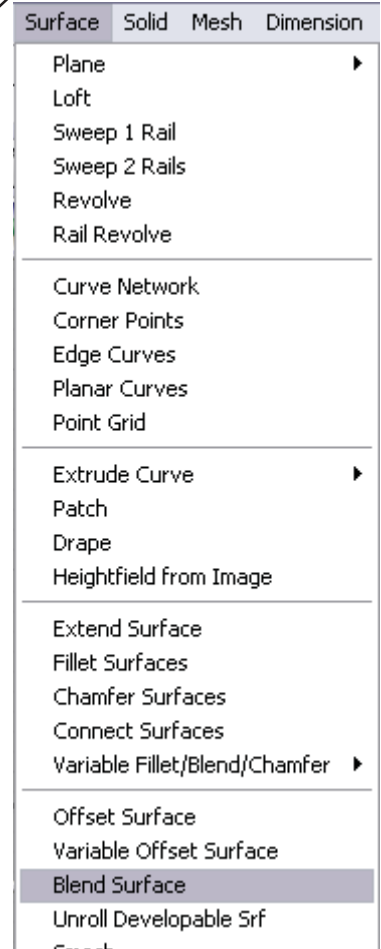 Surface Solid Mesh Dimension
Plane
Loft
Sweep 1 Rail
Sweep 2 Rails
Revolve
Rail Revolve
Curve Network
Corner Points
Edge Curves
Planar Curves
Point Grid
Extrude Curve
Patch
Drape
Heightfield from Image
Extend Surface
Fillet Surfaces
Chamfer Surfaces
Connect Surfaces
Variable Fillet/Blend/Chamfer
Offset Surface
Variable Offset Surface
Blend Surface
Unroll Developable Srf